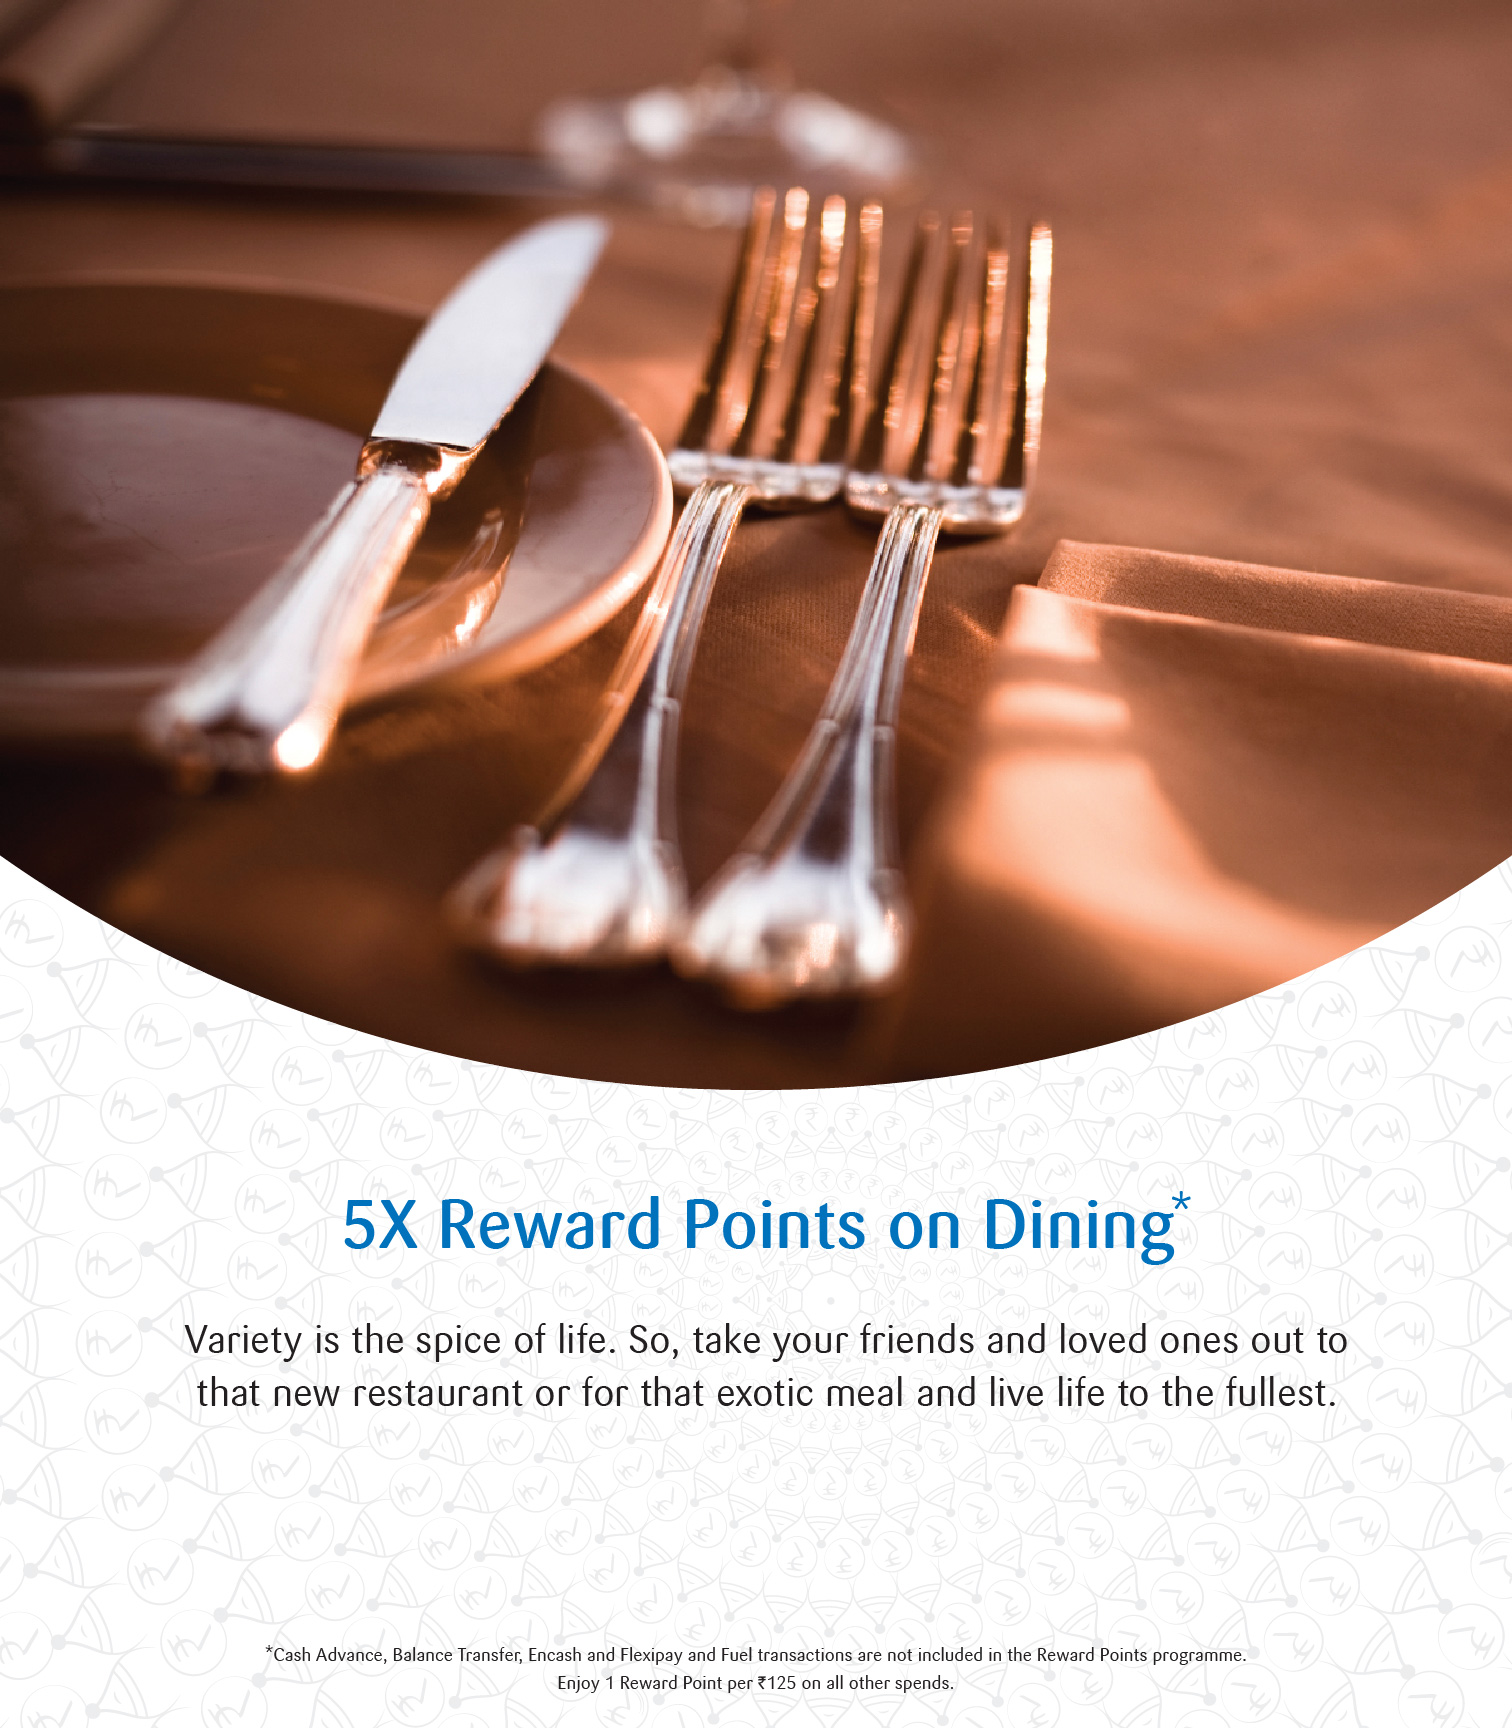 5X Reward Points on Dining*
Variety is the spice of life. So, take your friends and loved ones out to
that new restaurant or for that exotic meal and live life to the fullest.
*Cash Advance, Balance Transfer, Encash and Flexipay and Fuel transactions are not included in the Reward Points programme.
Enjoy 1 Reward Point per ₹125 on all other spends.